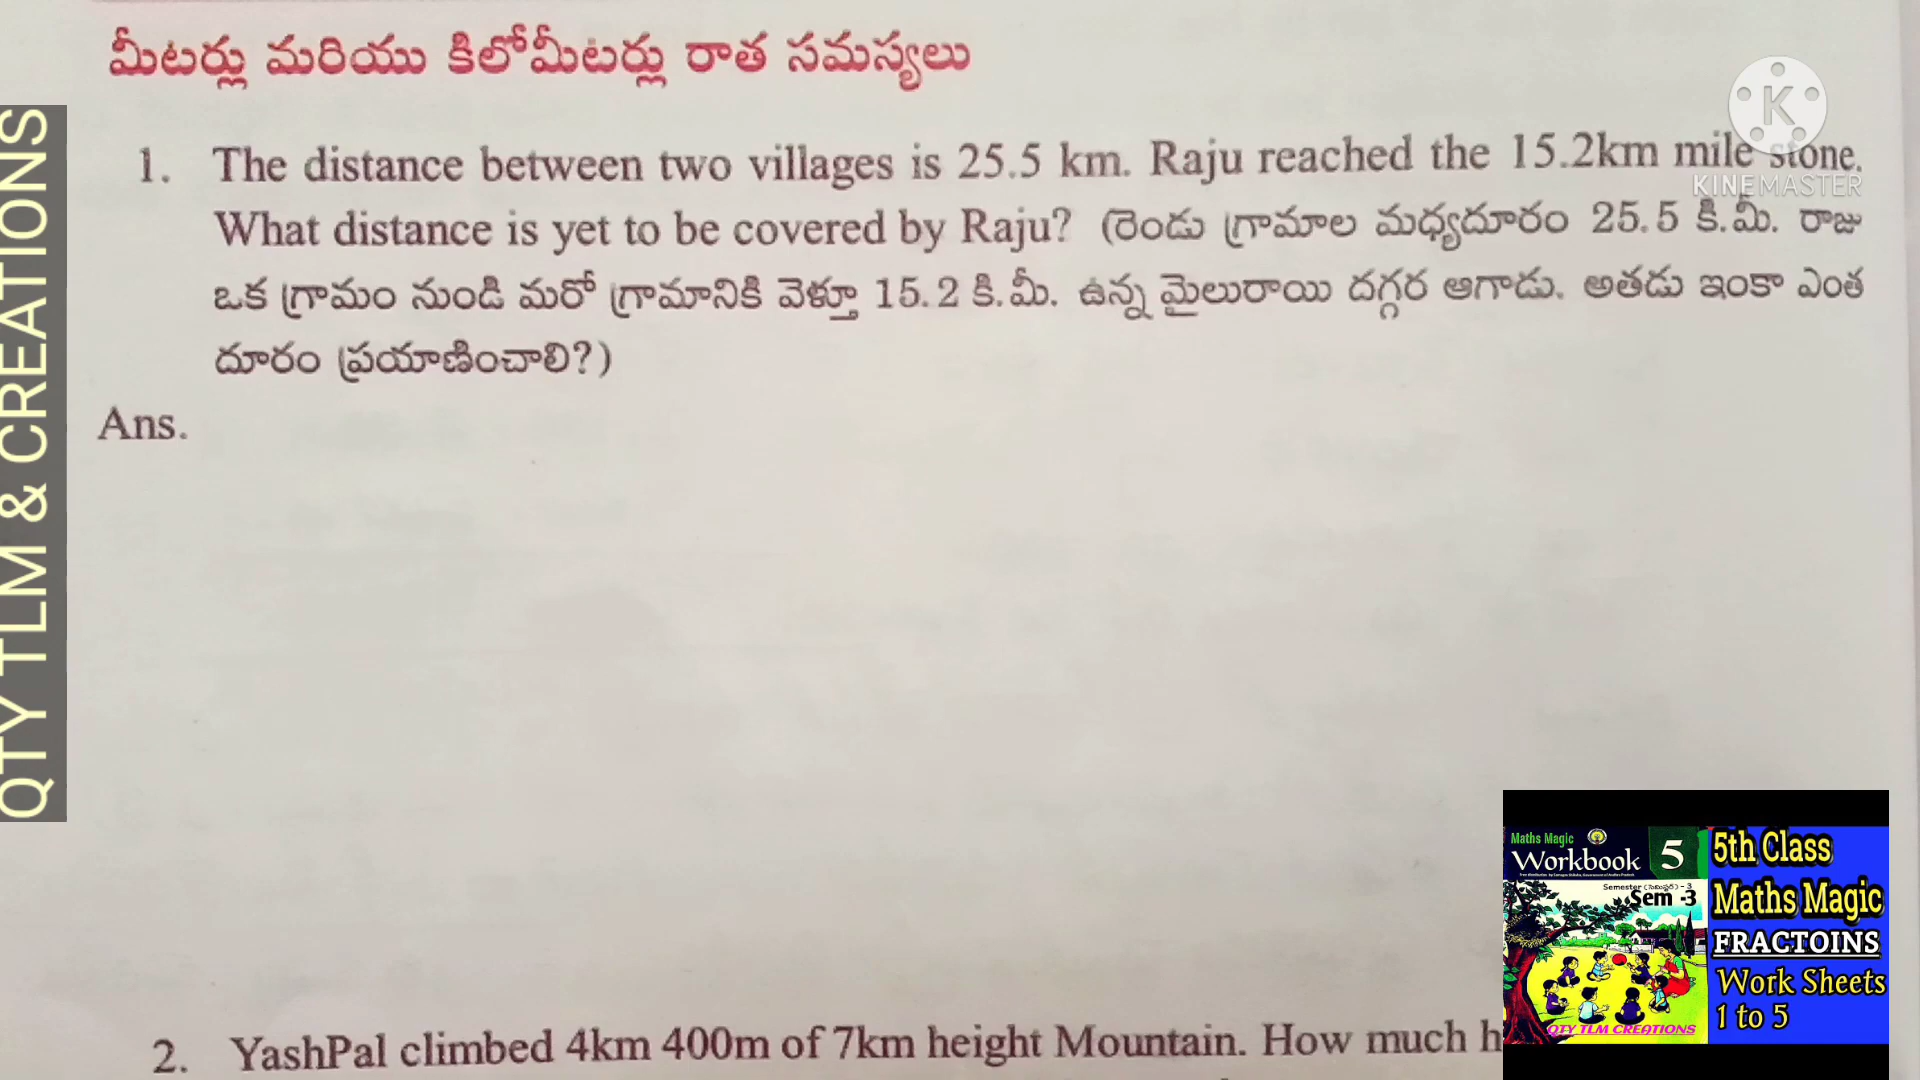 మీటర్లు మరియు కిలోమీటర్లు రాత సమస్యలు
1. The distance between two villages is 25.5 km. Raju reached the 15.2km mile stone.
KINEMASTER
What distance is yet to be covered by Raju? (రెండు గ్రామాల మధ్యదూరం 25.5 కి.మీ. రాజు
ఒక గ్రామం నుండి మరో గ్రామానికి వెళ్తూ 15.2 కి.మీ. ఉన్న మైలురాయి దగ్గర ఆగాడు. అతడు ఇంకా ఎంత
దూరం ప్రయాణించాలి?)
Ans.
QTY TLM & CREATIONS
2. YashPal climbed 4km 400m of 7km height Mountain. How much h
Maths Magic
Workbook 5
Semester (సెమిస్టర్) - 3
Sem -3
QTY TLM CREATIONS
5th Class
Maths Magic
FRACTOINS
Work Sheets
1 to 5